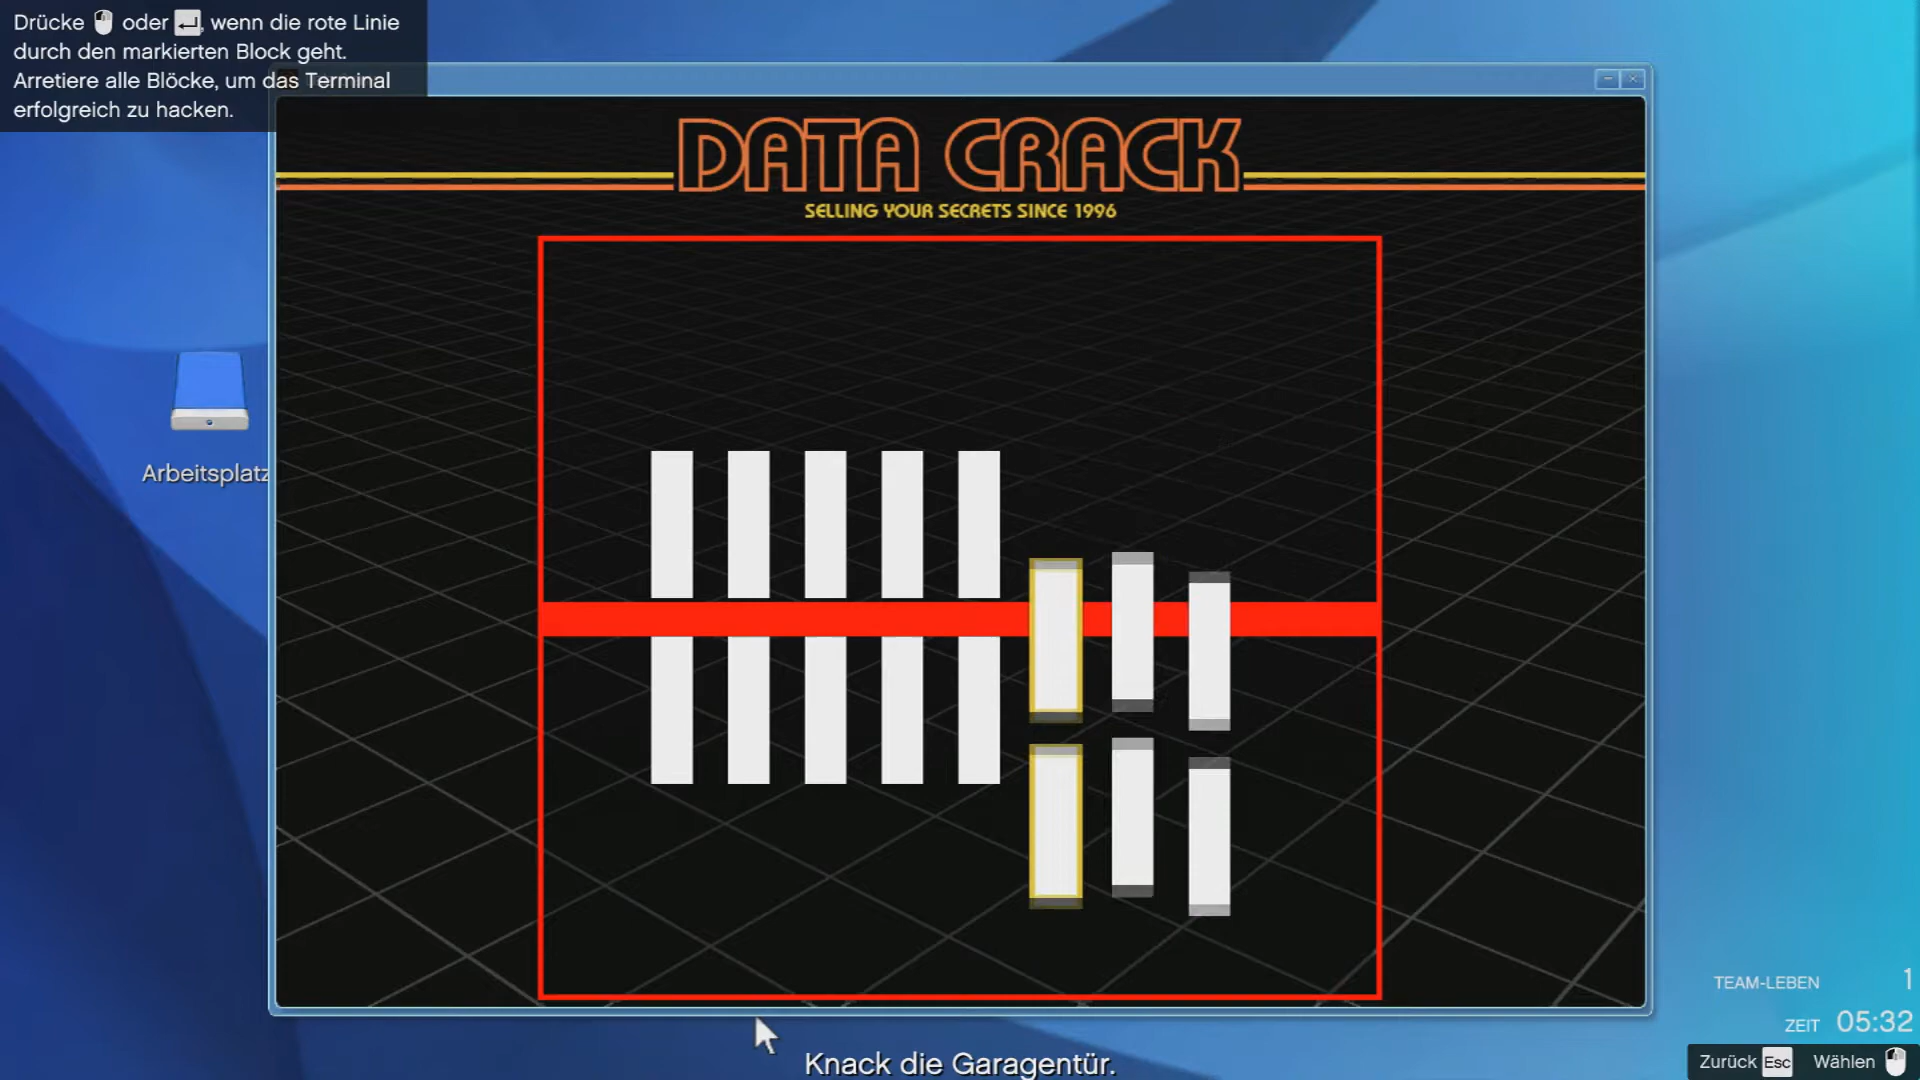 Drücke oder , wenn die rote Linie
durch den markierten Block geht.
Arretiere alle Blöcke, um das Terminal
erfolgreich zu hacken.
DATA CRACK
SELLING YOUR SECRETS SINCE 1996
Arbeitsplatz
TEAM-LEBEN 1
ZEIT 05:32
Knack die Garagentür.
Zurück Esc Wählen